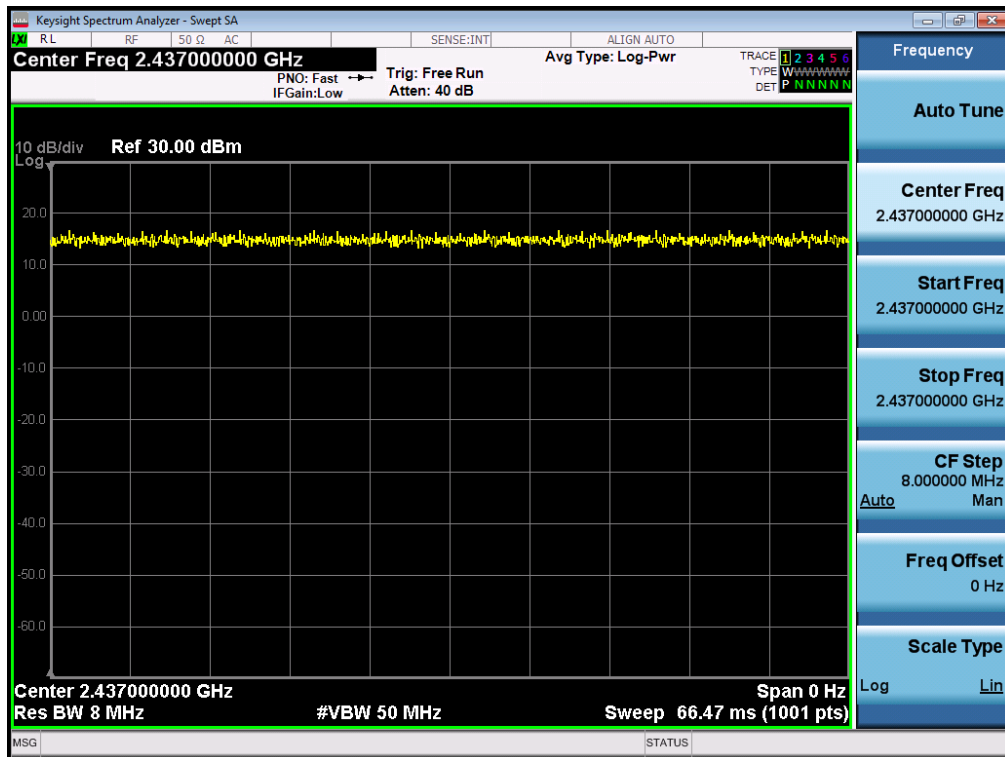 Keysight Spectrum Analyzer - Swept SA
LXI RL RF 50 Ω AC SENSE:INT ALIGN AUTO
Center Freq 2.437000000 GHz
PNO: Fast
IFGain:Low
Trig: Free Run
Atten: 40 dB
Avg Type: Log-Pwr
TRACE 1 2 3 4 5 6
TYPE WWWWWW
DET P N N N N N
10 dB/div Ref 30.00 dBm
Log
20.0
10.0
0.00
-10.0
-20.0
-30.0
-40.0
-50.0
-60.0
Center 2.437000000 GHz Span 0 Hz
Res BW 8 MHz #VBW 50 MHz Sweep 66.47 ms (1001 pts)
MSG STATUS
Frequency
Auto Tune
Center Freq
2.437000000 GHz
Start Freq
2.437000000 GHz
Stop Freq
2.437000000 GHz
CF Step
8.000000 MHz
Auto Man
Freq Offset
0 Hz
Scale Type
Log Lin